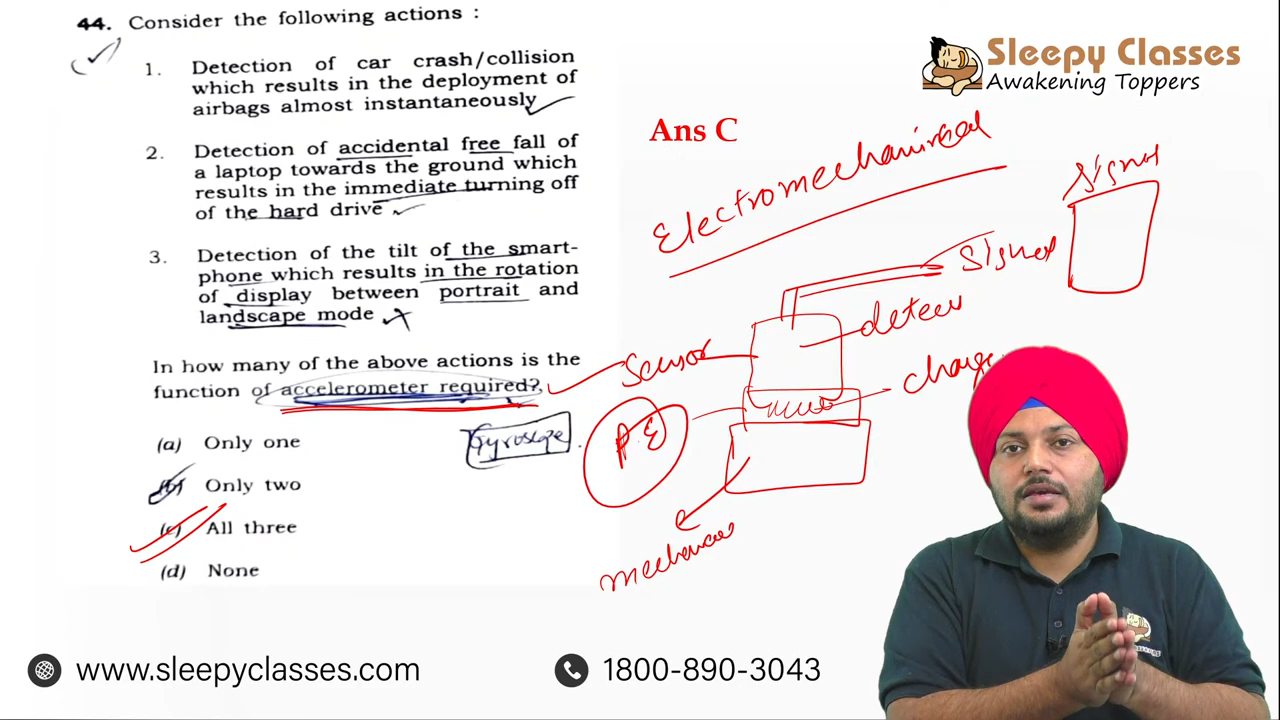 44. Consider the following actions :
1. Detection of car crash/collision
which results in the deployment of
airbags almost instantaneously
2. Detection of accidental free fall of
a laptop towards the ground which
results in the immediate turning off
of the hard drive
3. Detection of the tilt of the smart-
phone which results in the rotation
of display between portrait and
landscape mode
In how many of the above actions is the
function of accelerometer required?
(a) Only one
(b) Only two
(c) All three
(d) None
Gyroscope
Sleepy Classes
Awakening Toppers
Ans C
Electromechanical
Signal
Signal
Sensor
P.E
www.sleepyclasses.com
1800-890-3043